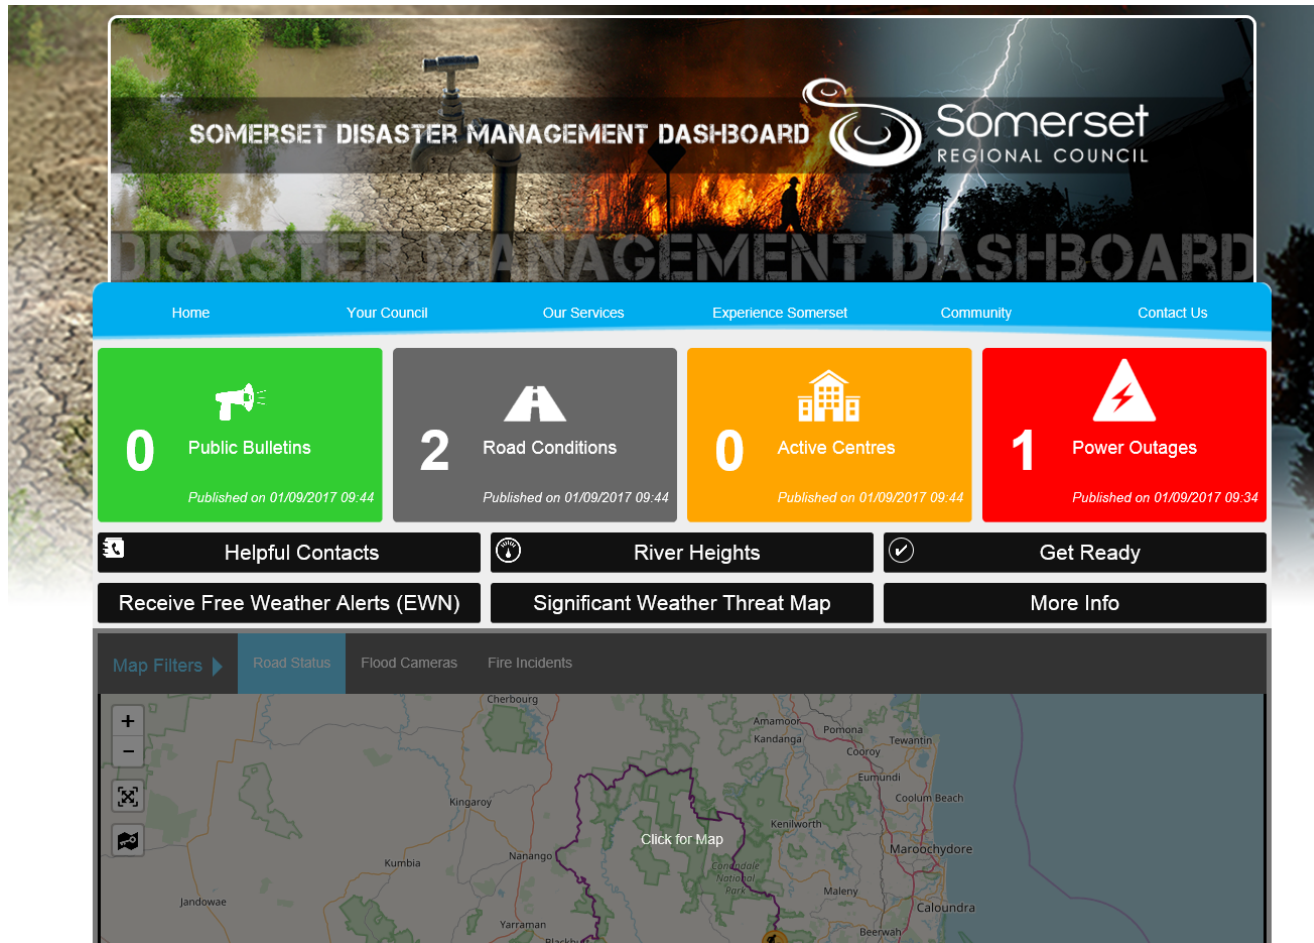 SOMERSET DISASTER MANAGEMENT DASHBOARD
Somerset
REGIONAL COUNCIL
DISASTER MANAGEMENT DASHBOARD
Home
Your Council
Our Services
Experience Somerset
Community
Contact Us
0
Public Bulletins
Published on 01/09/2017 09:44
2
Road Conditions
Published on 01/09/2017 09:44
0
Active Centres
Published on 01/09/2017 09:44
1
Power Outages
Published on 01/09/2017 09:34
Helpful Contacts
River Heights
Get Ready
Receive Free Weather Alerts (EWN)
Significant Weather Threat Map
More Info
Map Filters
Road Status
Flood Cameras
Fire Incidents
+
−
Cherbourg
Amamoor
Kandanga
Pomona
Cooroy
Tewantin
Eumundi
Coolum Beach
Kingaroy
Kenilworth
Click for Map
Maroochydore
Kumbia
Nanango
Conondale
National
Park
Maleny
Jandowae
Caloundra
Yarraman
Beerwah